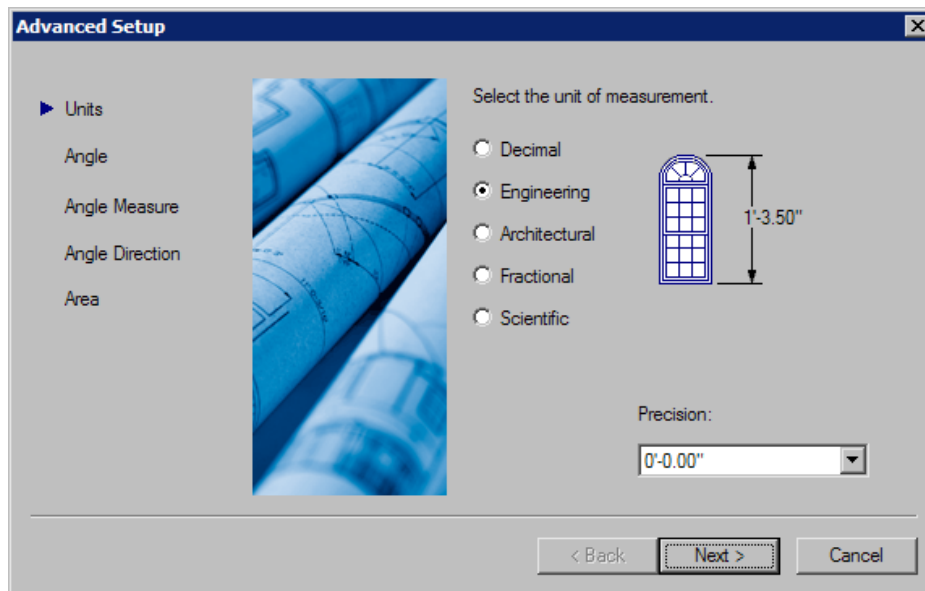 Advanced Setup
Units
Angle
Angle Measure
Angle Direction
Area
Select the unit of measurement.
Decimal
Engineering
Architectural
Fractional
Scientific
1'-3.50"
Precision:
0'-0.00"
< Back
Next >
Cancel